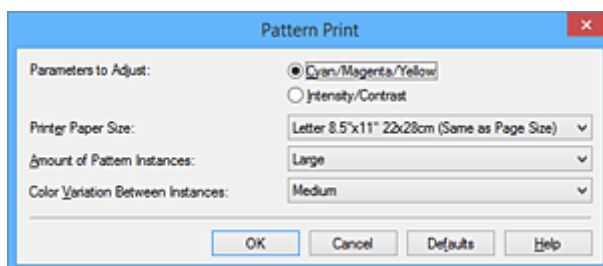 Pattern Print
Parameters to Adjust:
Cyan/Magenta/Yellow
Intensity/Contrast
Printer Paper Size:
Letter 8.5"x11" 22x28cm (Same as Page Size)
Amount of Pattern Instances:
Large
Color Variation Between Instances:
Medium
OK
Cancel
Defaults
Help